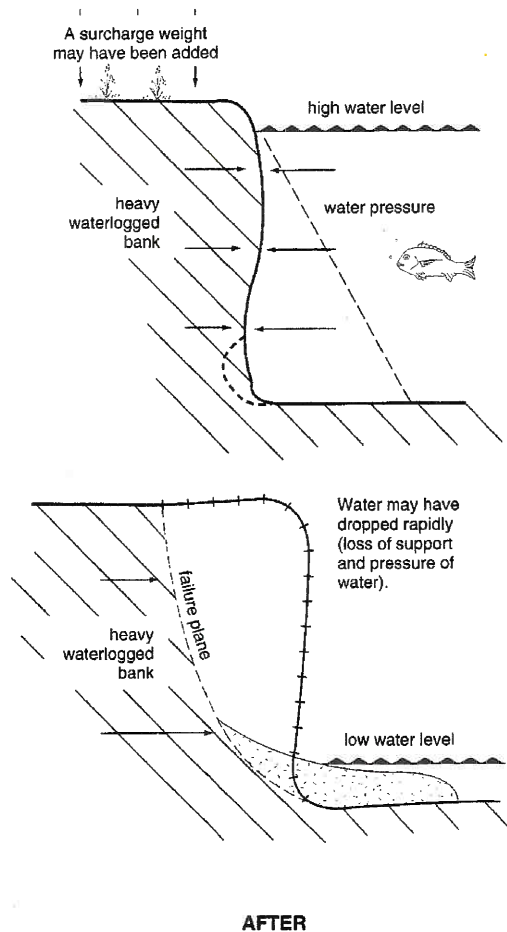 A surcharge weight
may have been added
high water level
heavy
waterlogged
bank
water pressure
Water may have
dropped rapidly
(loss of support
and pressure of
water).
failure plane
heavy
waterlogged
bank
low water level
AFTER